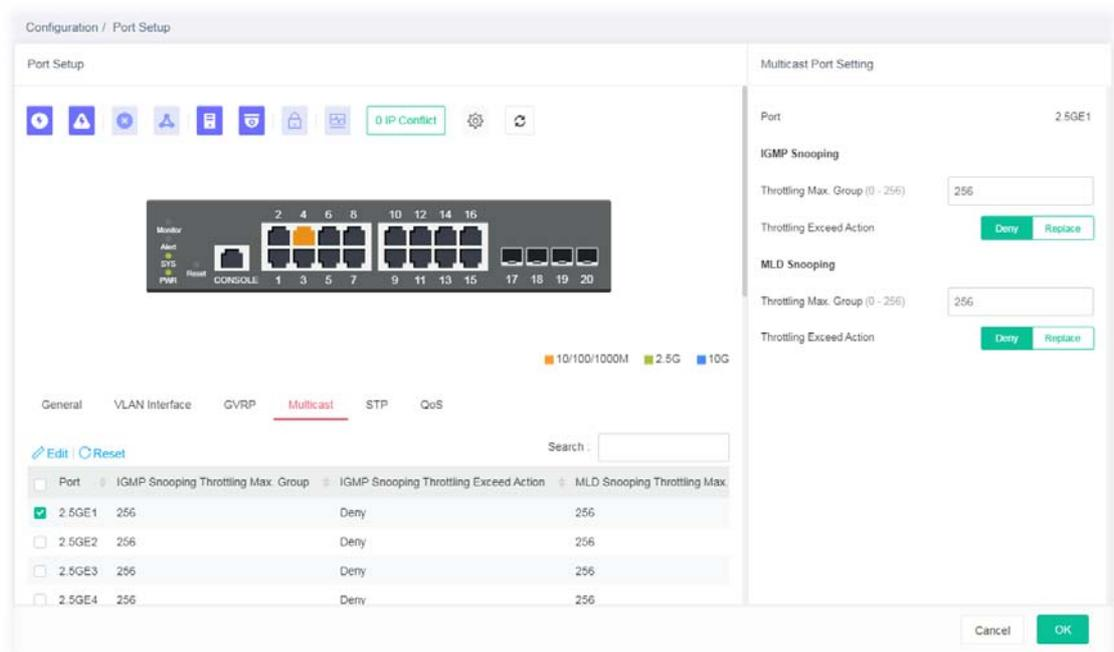 Configuration / Port Setup
Port Setup
0 IP Conflict
2 4 6 8 10 12 14 16
Monitor
Alert
SYS
PWR
Reset
CONSOLE
1 3 5 7 9 11 13 15 17 18 19 20
10/100/1000M 2.5G 10G
General VLAN Interface GVRP Multicast STP QoS
Edit Reset
Search :
Port IGMP Snooping Throttling Max. Group IGMP Snooping Throttling Exceed Action MLD Snooping Throttling Max.
2.5GE1 256 Deny 256
2.5GE2 256 Deny 256
2.5GE3 256 Deny 256
2.5GE4 256 Deny 256
Multicast Port Setting
Port 2.5GE1
IGMP Snooping
Throttling Max. Group (0 - 256) 256
Throttling Exceed Action Deny Replace
MLD Snooping
Throttling Max. Group (0 - 256) 256
Throttling Exceed Action Deny Replace
Cancel OK